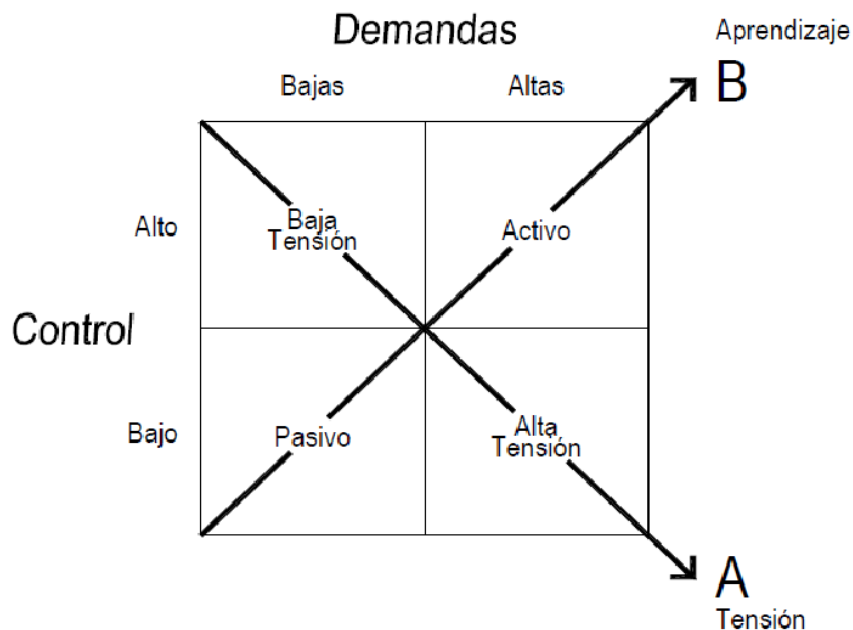 Demandas
Aprendizaje
B
Bajas
Altas
Alto
Baja
Tensión
Activo
Control
Bajo
Pasivo
Alta
Tensión
A
Tensión